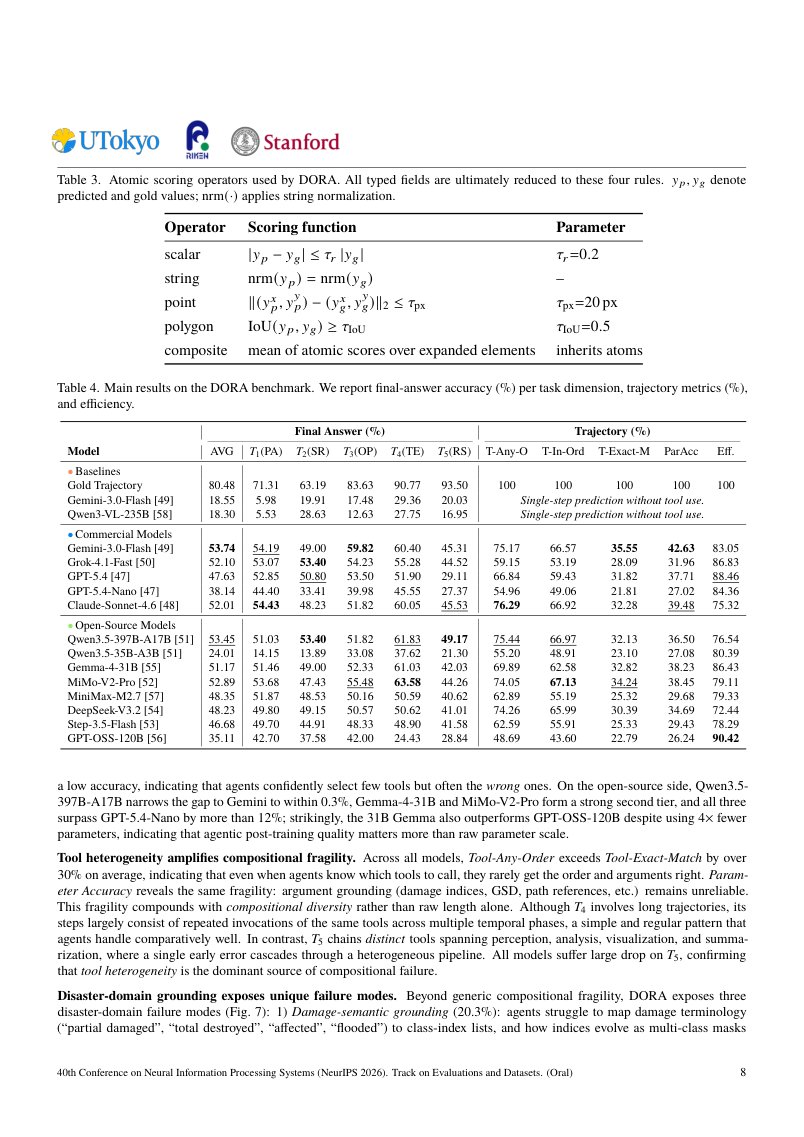 UTokyo RIKEN Stanford
Table 3. Atomic scoring operators used by DORA. All typed fields are ultimately reduced to these four rules. y_p, y_g denote
predicted and gold values; nrm(·) applies string normalization.
Operator Scoring function Parameter
scalar |y_p − y_g| ≤ τ_r |y_g| τ_r=0.2
string nrm(y_p) = nrm(y_g) –
point ∥(y_p^x, y_p^y) − (y_g^x, y_g^y)∥_2 ≤ τ_px τ_px=20 px
polygon IoU(y_p, y_g) ≥ τ_IoU τ_IoU=0.5
composite mean of atomic scores over expanded elements inherits atoms
Table 4. Main results on the DORA benchmark. We report final-answer accuracy (%) per task dimension, trajectory metrics (%),
and efficiency.
Final Answer (%) Trajectory (%)
Model AVG T_1(PA) T_2(SR) T_3(OP) T_4(TE) T_5(RS) T-Any-O T-In-Ord T-Exact-M ParAcc Eff.
• Baselines
Gold Trajectory 80.48 71.31 63.19 83.63 90.77 93.50 100 100 100 100 100
Gemini-3.0-Flash [49] 18.55 5.98 19.91 17.48 29.36 20.03 Single-step prediction without tool use.
Qwen3-VL-235B [58] 18.30 5.53 28.63 12.63 27.75 16.95 Single-step prediction without tool use.
• Commercial Models
Gemini-3.0-Flash [49] 53.74 54.19 49.00 59.82 60.40 45.31 75.17 66.57 35.55 42.63 83.05
Grok-4.1-Fast [50] 52.10 53.07 53.40 54.23 55.28 44.52 59.15 53.19 28.09 31.96 86.83
GPT-5.4 [47] 47.63 52.85 50.80 53.50 51.90 29.11 66.84 59.43 31.82 37.71 88.46
GPT-5.4-Nano [47] 38.14 44.40 33.41 39.98 45.55 27.37 54.96 49.06 21.81 27.02 84.36
Claude-Sonnet-4.6 [48] 52.01 54.43 48.23 51.82 60.05 45.53 76.29 66.92 32.28 39.48 75.32
• Open-Source Models
Qwen3.5-397B-A17B [51] 53.45 51.03 53.40 51.82 61.83 49.17 75.44 66.97 32.13 36.50 76.54
Qwen3.5-35B-A3B [51] 24.01 14.15 13.89 33.08 37.62 21.30 55.20 48.91 23.10 27.08 80.39
Gemma-4-31B [55] 51.17 51.46 49.00 52.33 61.03 42.03 69.89 62.58 32.82 38.23 86.43
MiMo-V2-Pro [52] 52.89 53.68 47.43 55.48 63.58 44.26 74.05 67.13 34.24 38.45 79.11
MiniMax-M2.7 [57] 48.35 51.87 48.53 50.16 50.59 40.62 62.89 55.19 25.32 29.68 79.33
DeepSeek-V3.2 [54] 48.23 49.80 49.15 50.57 50.62 41.01 74.26 65.99 30.39 34.69 72.44
Step-3.5-Flash [53] 46.68 49.70 44.91 48.33 48.90 41.58 62.59 55.91 25.33 29.43 78.29
GPT-OSS-120B [56] 35.11 42.70 37.58 42.00 24.43 28.84 48.69 43.60 22.79 26.24 90.42
a low accuracy, indicating that agents confidently select few tools but often the wrong ones. On the open-source side, Qwen3.5-
397B-A17B narrows the gap to Gemini to within 0.3%, Gemma-4-31B and MiMo-V2-Pro form a strong second tier, and all three
surpass GPT-5.4-Nano by more than 12%; strikingly, the 31B Gemma also outperforms GPT-OSS-120B despite using 4× fewer
parameters, indicating that agentic post-training quality matters more than raw parameter scale.
Tool heterogeneity amplifies compositional fragility. Across all models, Tool-Any-Order exceeds Tool-Exact-Match by over
30% on average, indicating that even when agents know which tools to call, they rarely get the order and arguments right. Param-
eter Accuracy reveals the same fragility: argument grounding (damage indices, GSD, path references, etc.) remains unreliable.
This fragility compounds with compositional diversity rather than raw length alone. Although T_4 involves long trajectories, its
steps largely consist of repeated invocations of the same tools across multiple temporal phases, a simple and regular pattern that
agents handle comparatively well. In contrast, T_5 chains distinct tools spanning perception, analysis, visualization, and summa-
rization, where a single early error cascades through a heterogeneous pipeline. All models suffer large drop on T_5, confirming
that tool heterogeneity is the dominant source of compositional failure.
Disaster-domain grounding exposes unique failure modes. Beyond generic compositional fragility, DORA exposes three
disaster-domain failure modes (Fig. 7): 1) Damage-semantic grounding (20.3%): agents struggle to map damage terminology
(“partial damaged”, “total destroyed”, “affected”, “flooded”) to class-index lists, and how indices evolve as multi-class masks
40th Conference on Neural Information Processing Systems (NeurIPS 2026). Track on Evaluations and Datasets. (Oral) 8